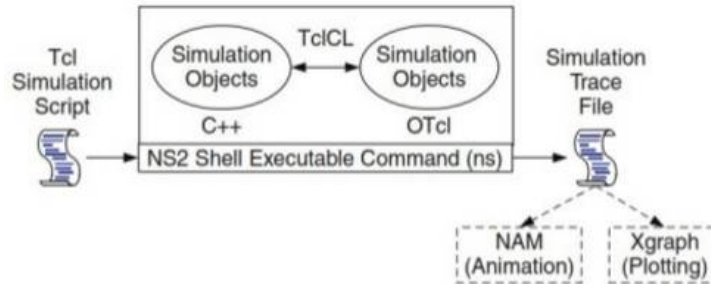 Tcl
Simulation
Script
TclCL
Simulation
Objects
Simulation
Objects
C++
OTcl
NS2 Shell Executable Command (ns)
Simulation
Trace
File
NAM
(Animation)
Xgraph
(Plotting)